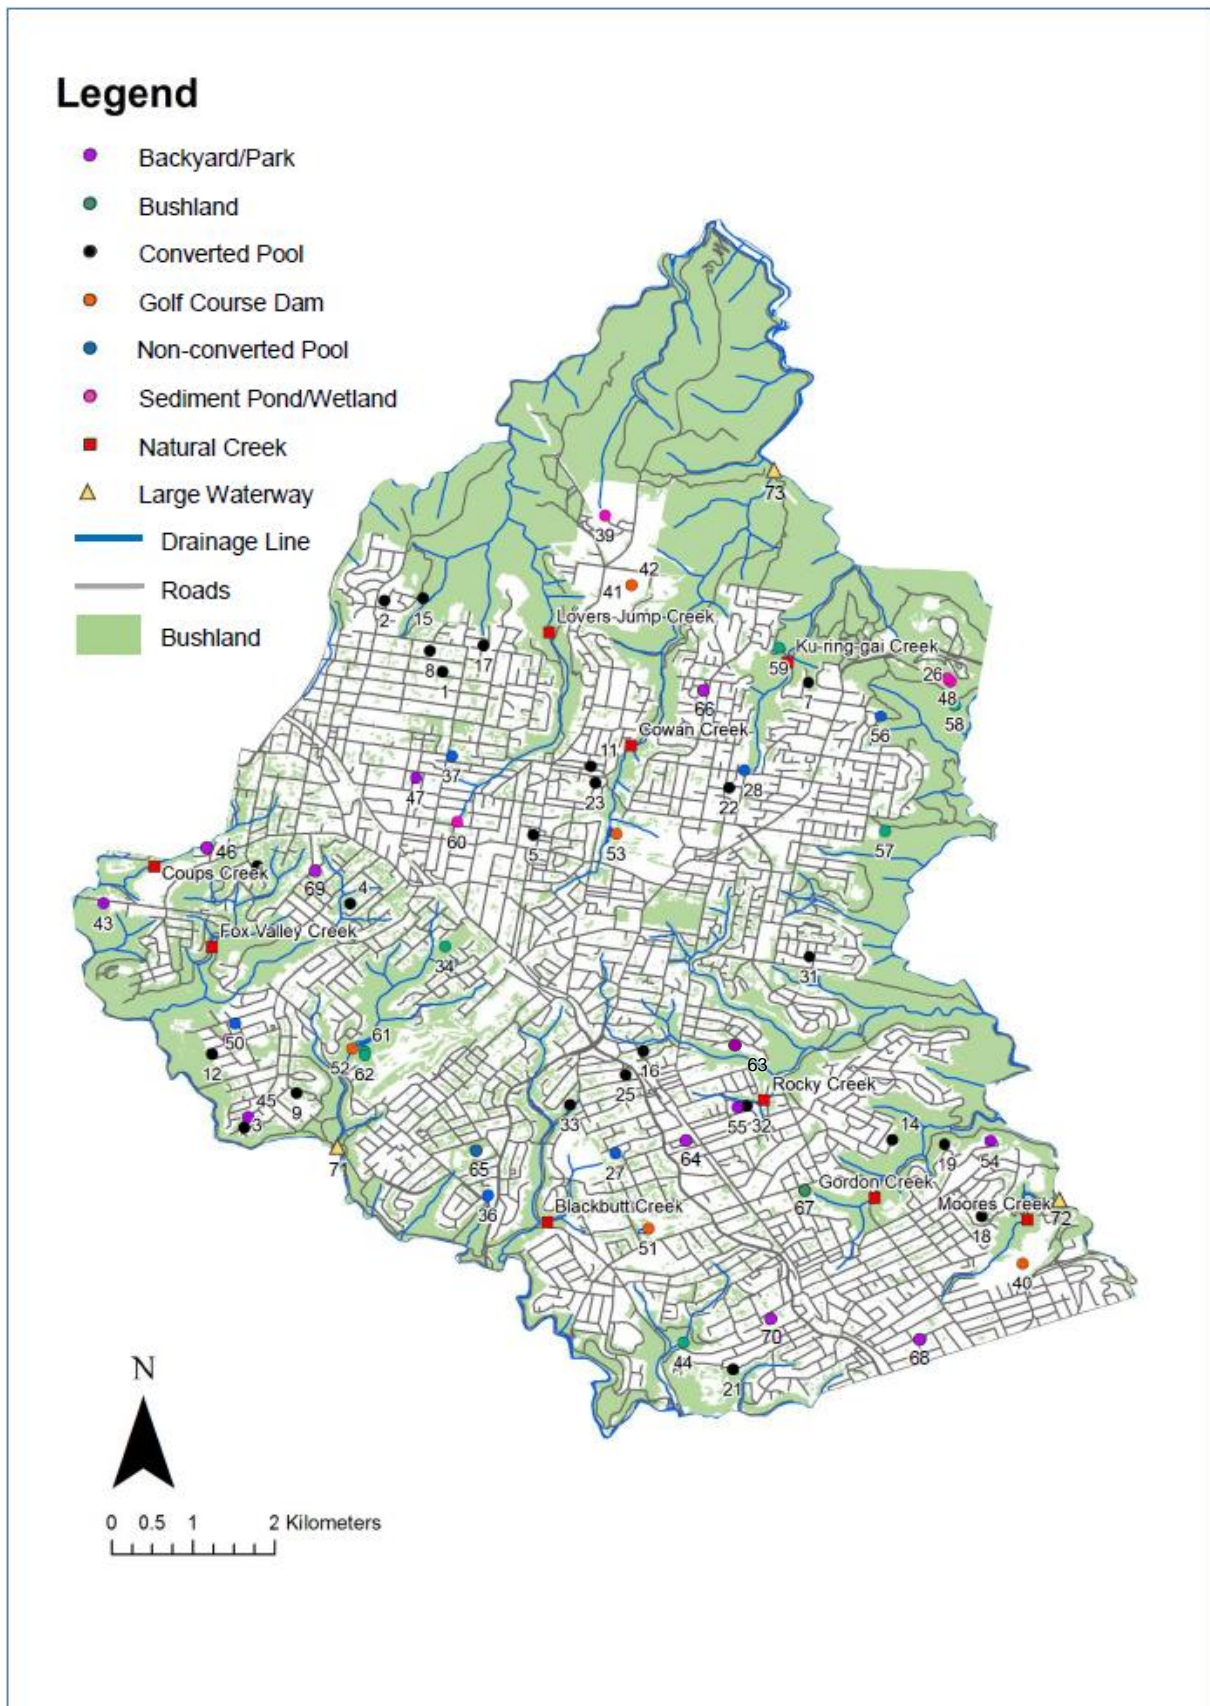 Legend
Backyard/Park
Bushland
Converted Pool
Golf Course Dam
Non-converted Pool
Sediment Pond/Wetland
Natural Creek
Large Waterway
Drainage Line
Roads
Bushland
73
39
42
41
2
15
Lovers Jump Creek
Ku-ring-gai Creek
17
8
59
26
1
7
48
66
58
56
Cowan Creek
11
37
28
47
23
22
60
5
53
57
46
Coups Creek
69
4
43
Fox Valley Creek
34
31
50
61
12
52
62
16
63
25
Rocky Creek
45
9
3
33
55
32
14
71
65
27
64
19
54
Gordon Creek
36
67
Blackbutt Creek
Moores Creek
72
51
18
40
70
44
68
21
N
0 0.5 1 2 Kilometers